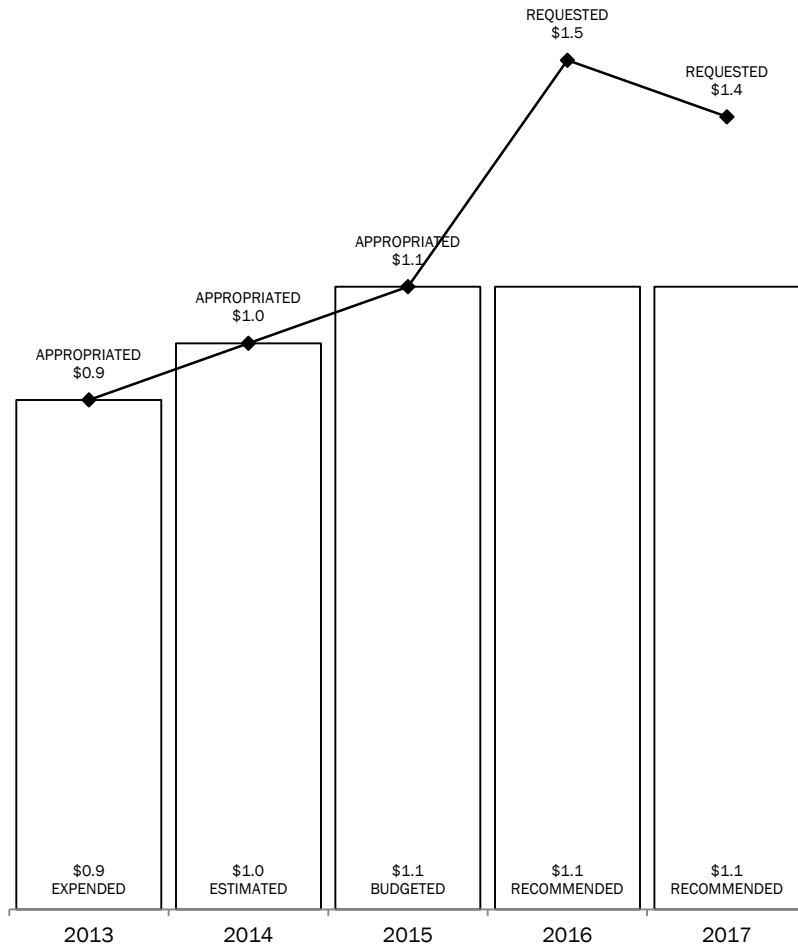 REQUESTED
$1.5
REQUESTED
$1.4
APPROPRIATED
$1.1
APPROPRIATED
$1.0
APPROPRIATED
$0.9
$0.9
EXPENDED
$1.0
ESTIMATED
$1.1
BUDGETED
$1.1
RECOMMENDED
$1.1
RECOMMENDED
2013
2014
2015
2016
2017